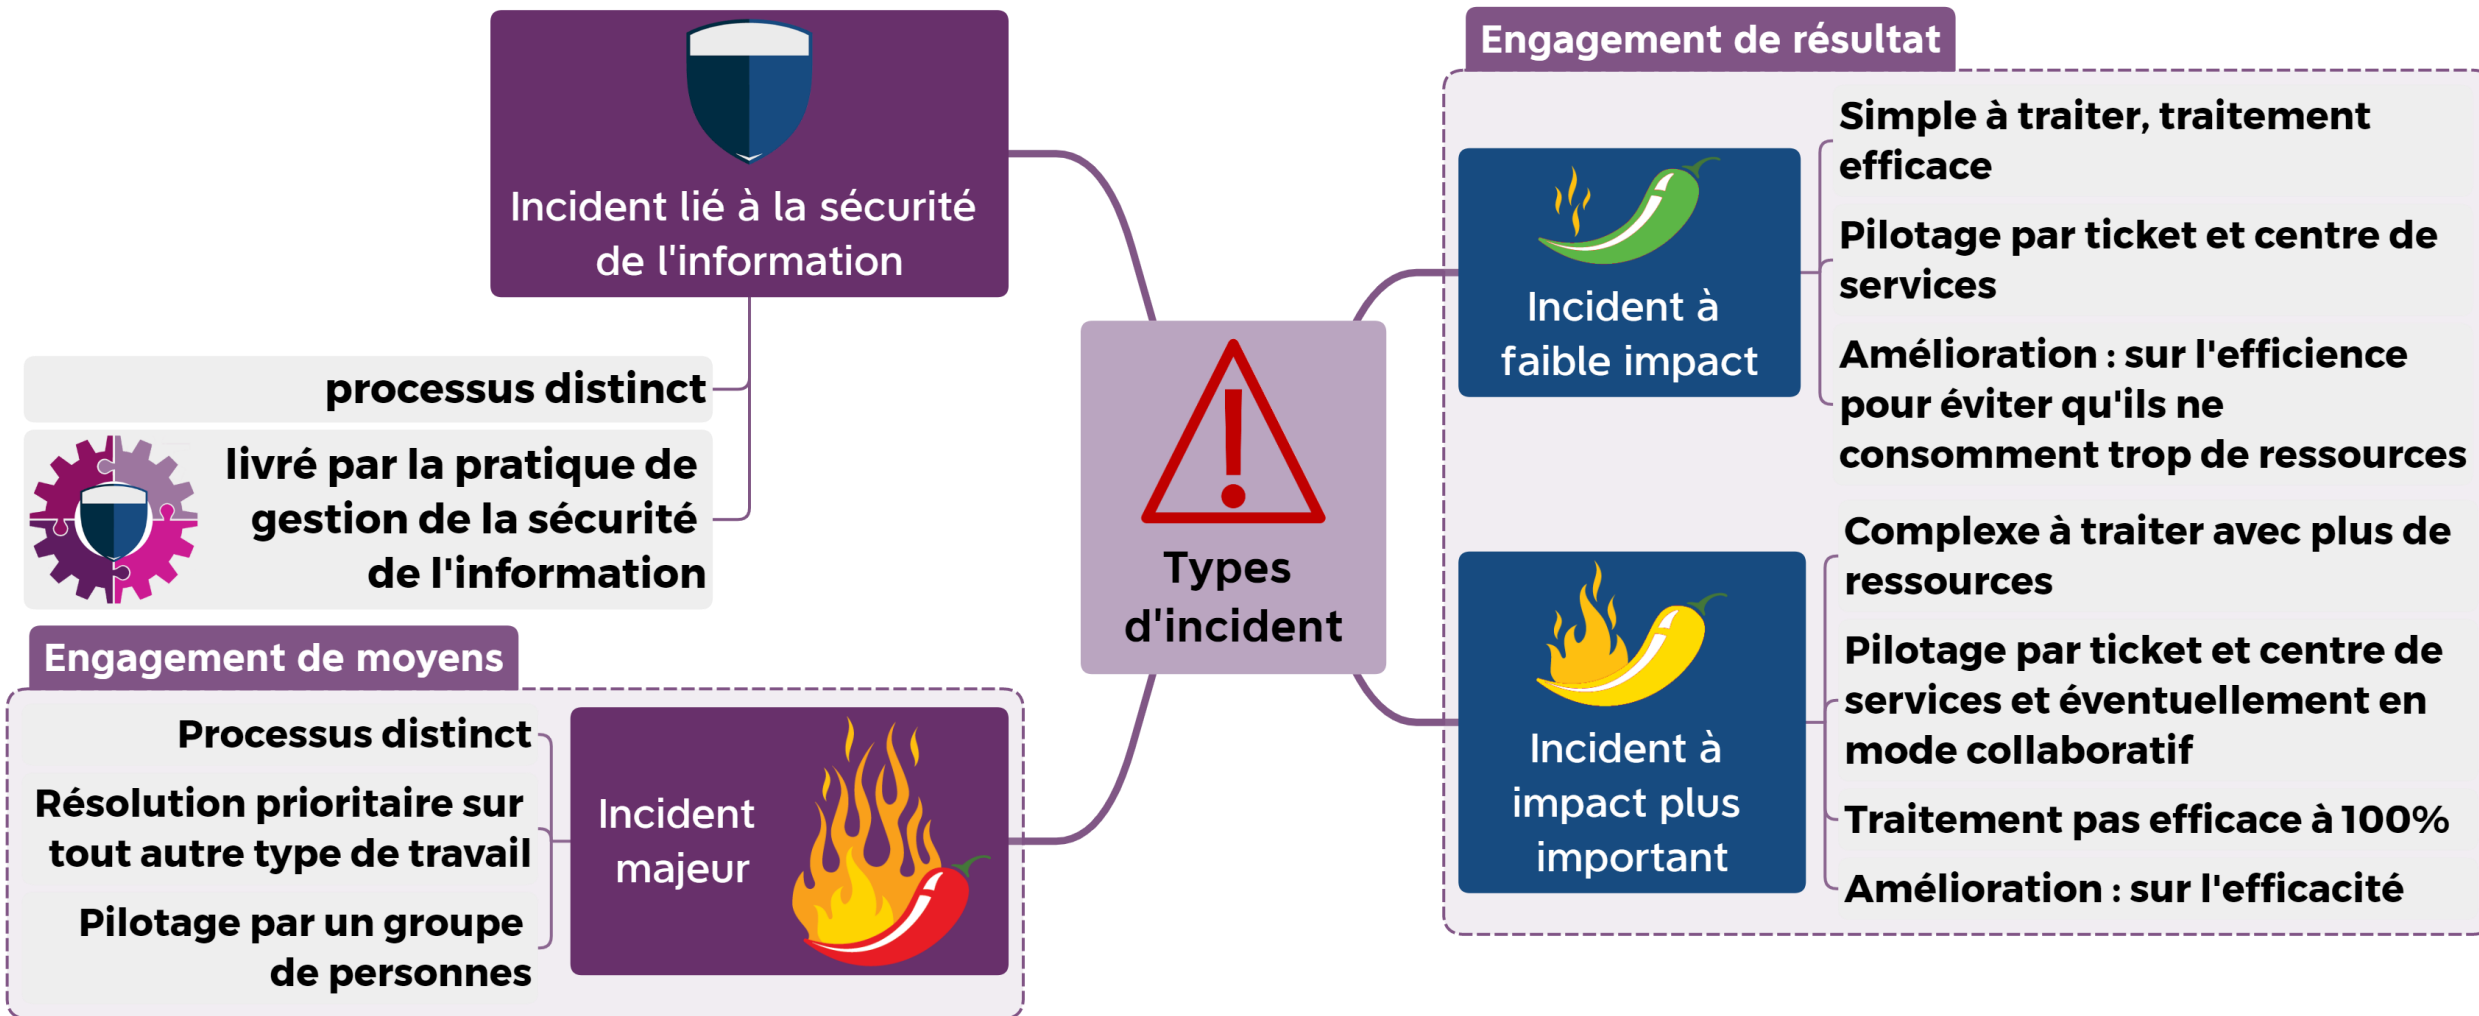 Incident lié à la sécurité
de l'information
processus distinct
livré par la pratique de
gestion de la sécurité
de l'information
Engagement de moyens
Processus distinct
Résolution prioritaire sur
tout autre type de travail
Pilotage par un groupe
de personnes
Incident
majeur
Types
d'incident
Engagement de résultat
Incident à
faible impact
Simple à traiter, traitement
efficace
Pilotage par ticket et centre de
services
Amélioration : sur l'efficience
pour éviter qu'ils ne
consomment trop de ressources
Incident à
impact plus
important
Complexe à traiter avec plus de
ressources
Pilotage par ticket et centre de
services et éventuellement en
mode collaboratif
Traitement pas efficace à 100%
Amélioration : sur l'efficacité